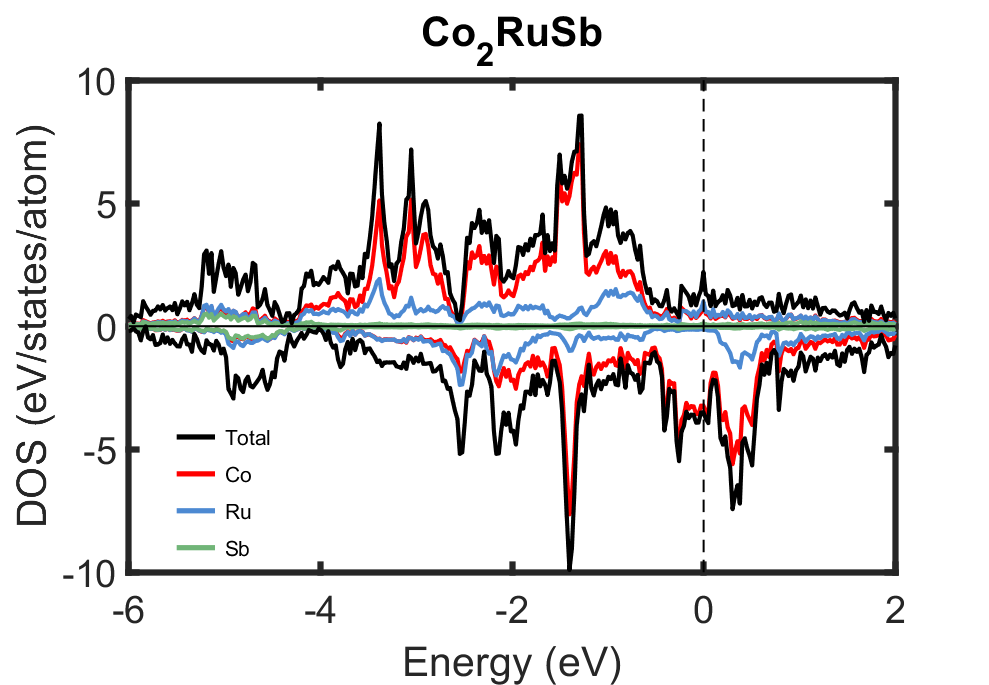 Co₂RuSb
DOS (eV/states/atom)
10
5
0
-5
-10
Total
Co
Ru
Sb
-6 -4 -2 0 2
Energy (eV)